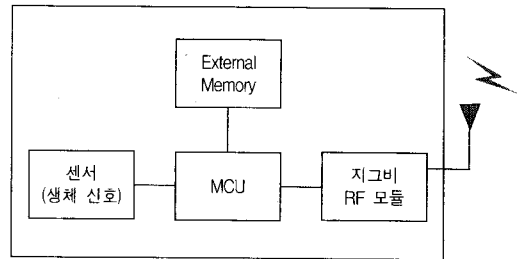 External
Memory
센서
(생체 신호)
MCU
지그비
RF 모듈